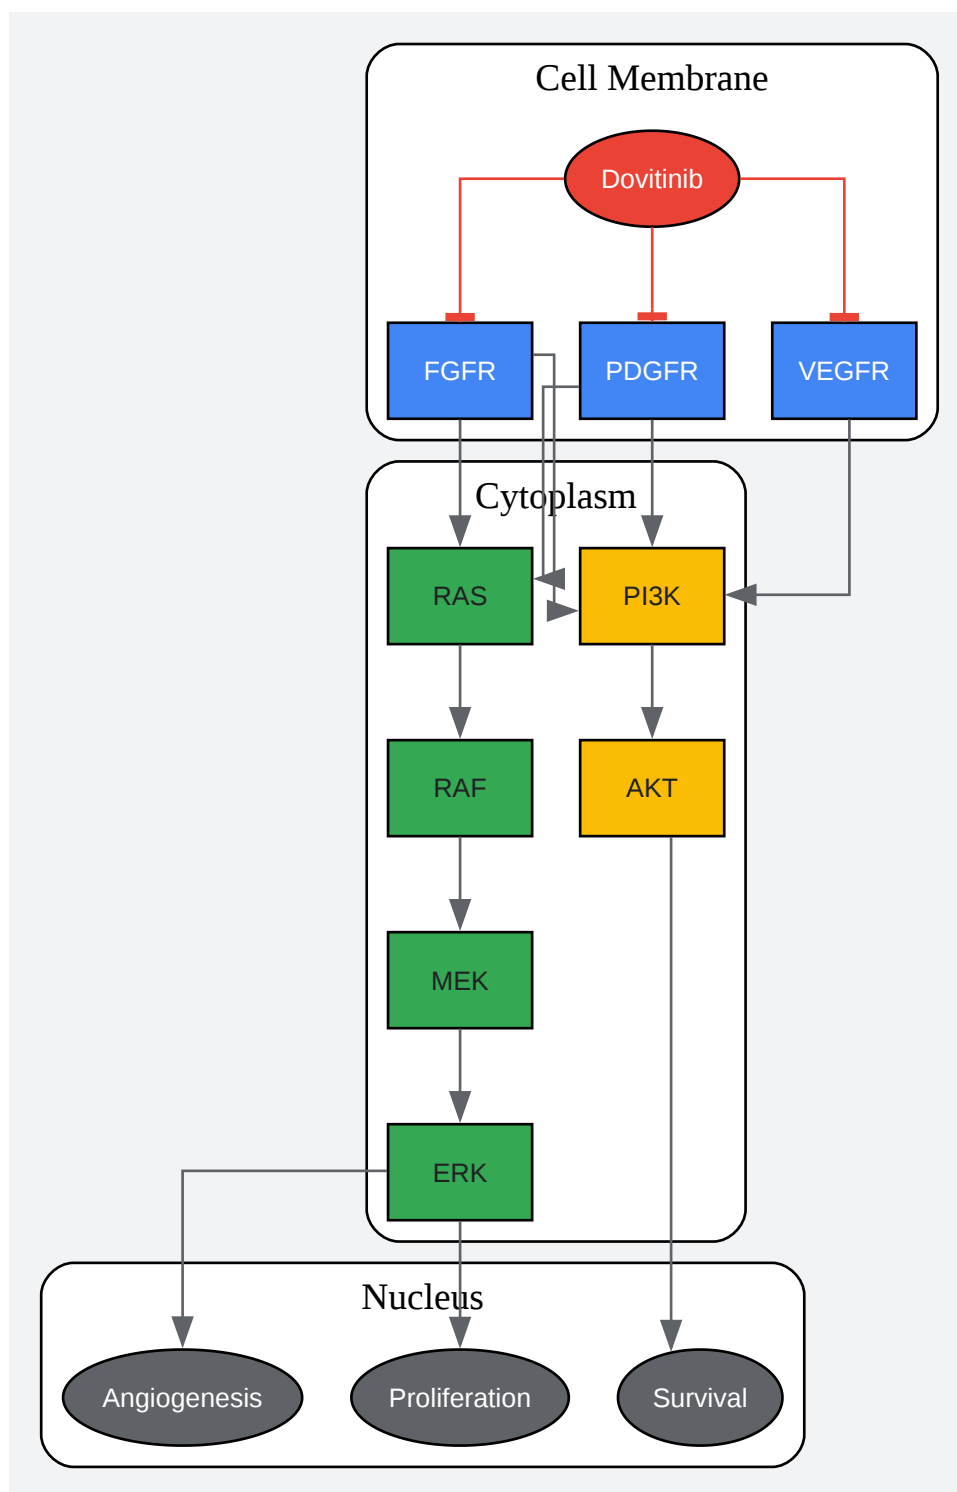 Cell Membrane
Dovitinib
FGFR
PDGFR
VEGFR
Cytoplasm
RAS
PI3K
RAF
AKT
MEK
ERK
Nucleus
Angiogenesis
Proliferation
Survival